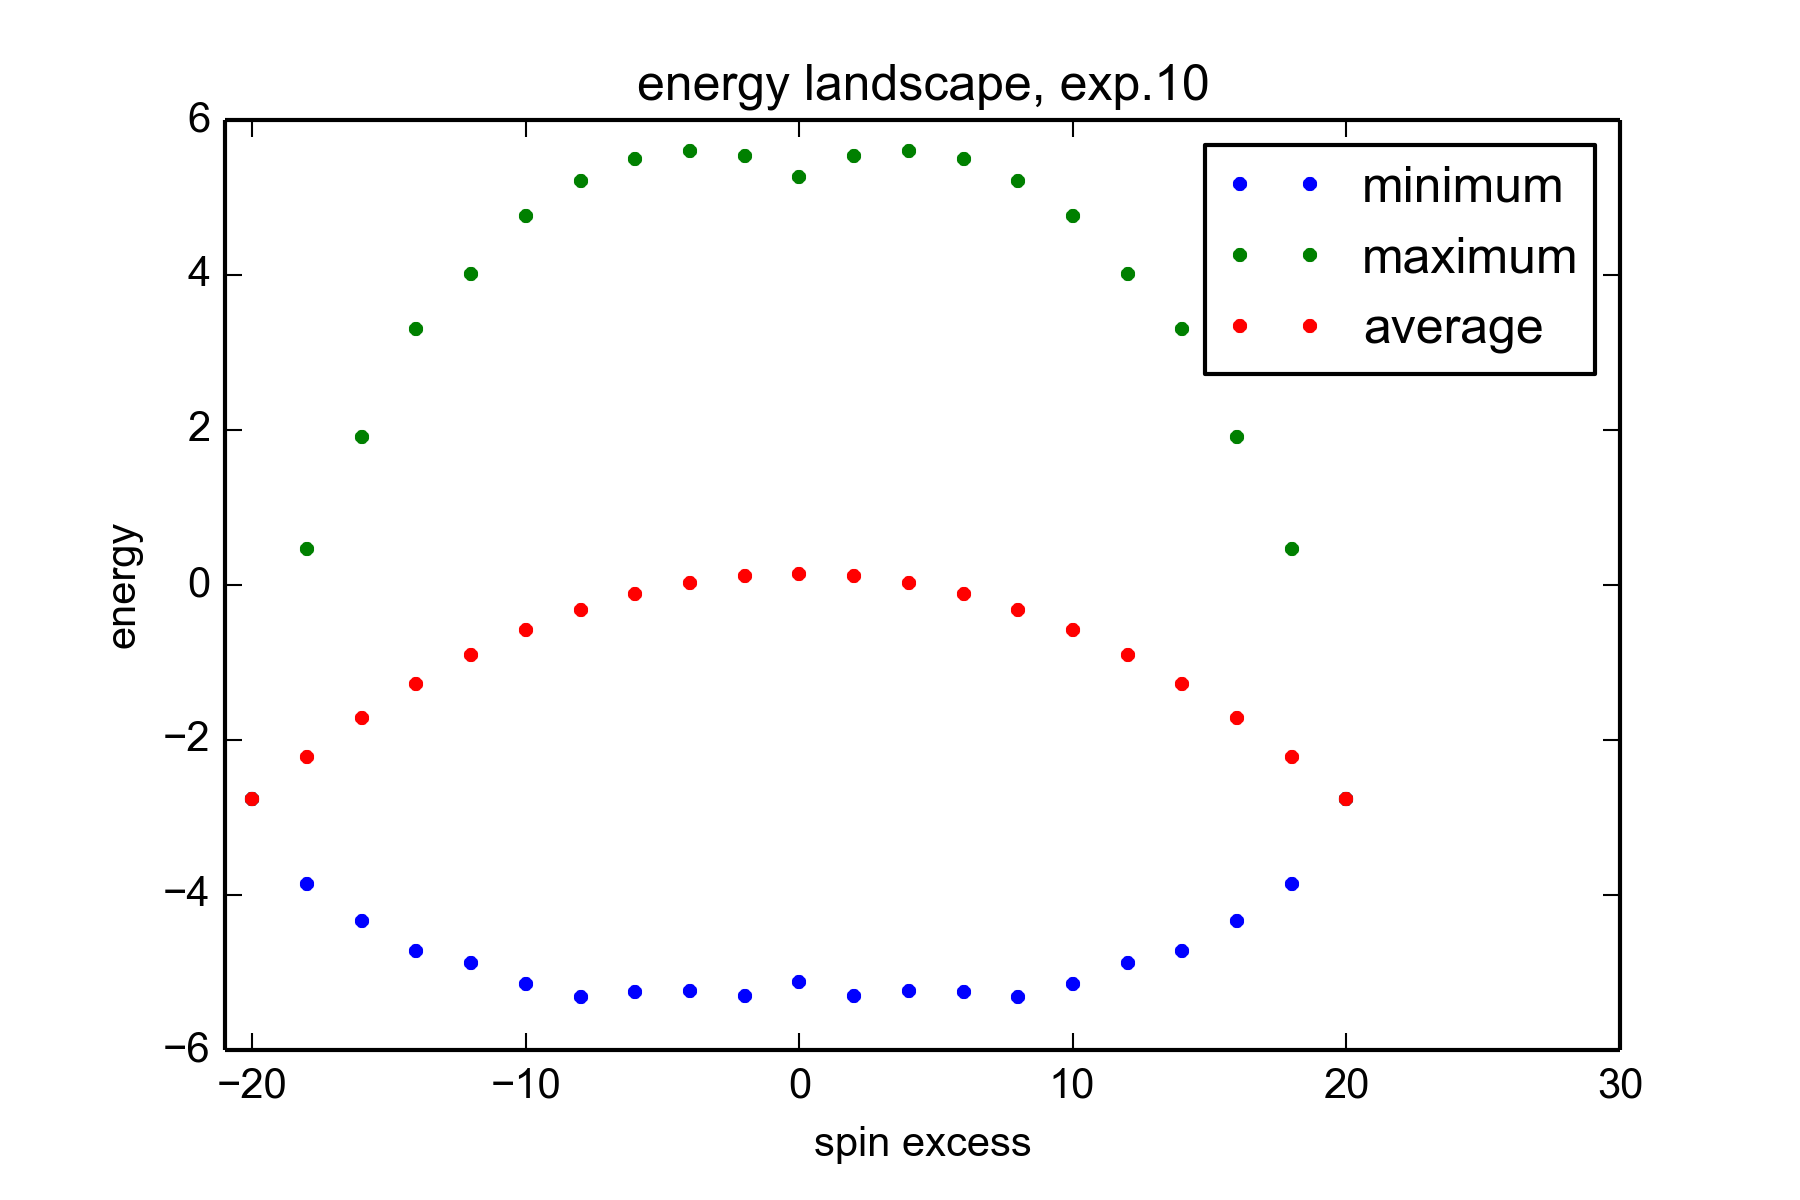 energy landscape, exp.10
6
4
2
0
−2
−4
−6
energy
minimum
maximum
average
−20 −10 0 10 20 30
spin excess